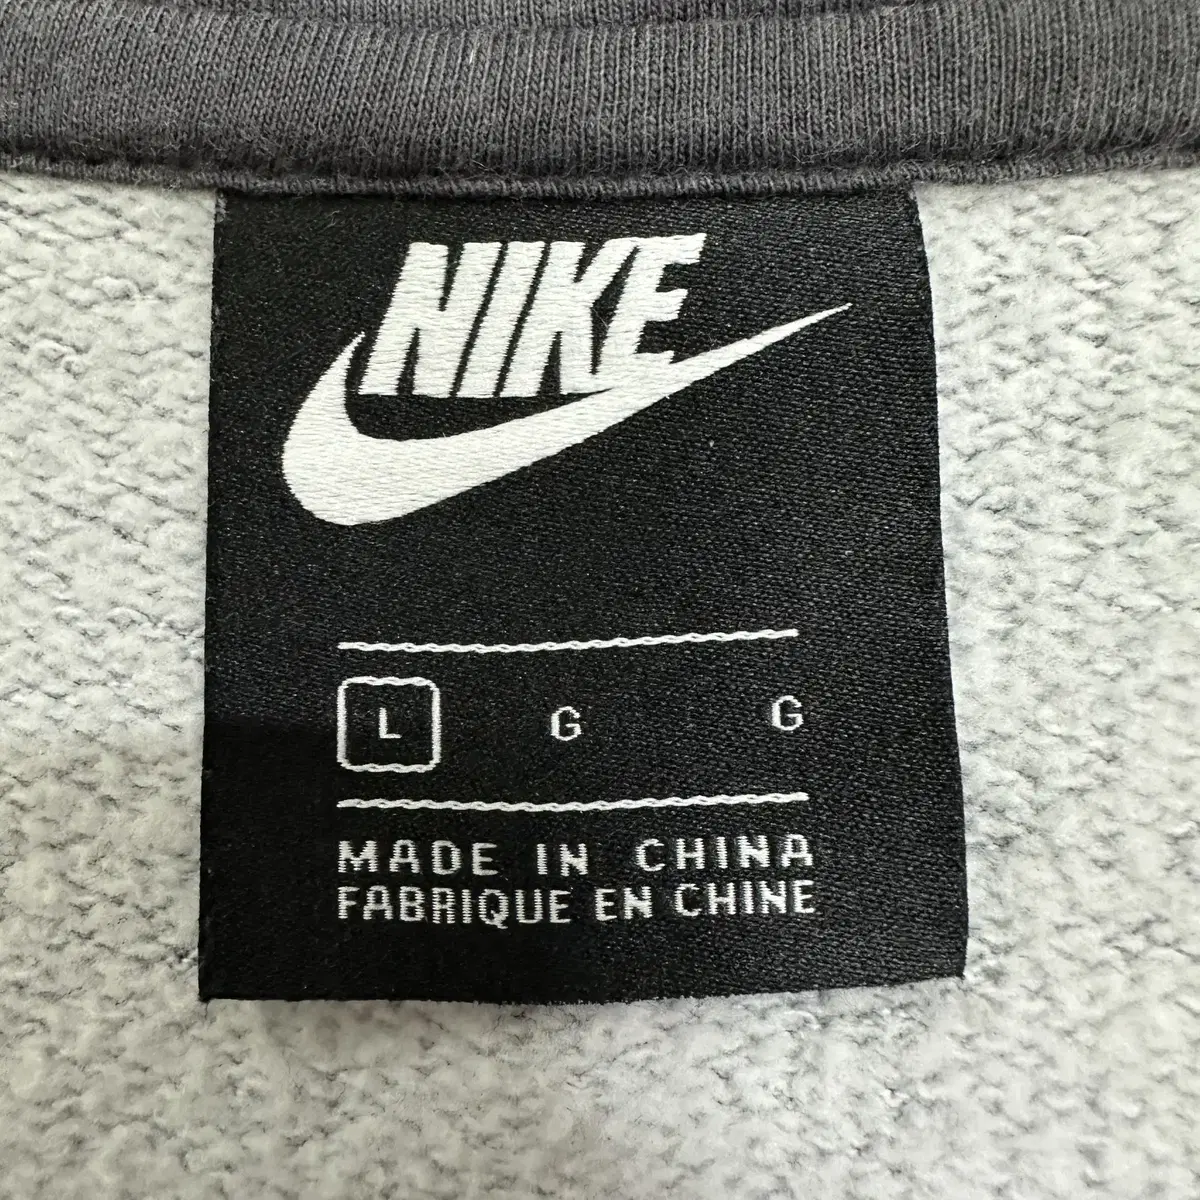 NIKE
L G G
MADE IN CHINA
FABRIQUE EN CHINE